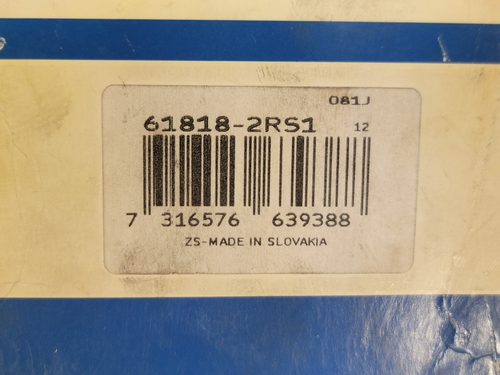 081J
61818-2RS1 12
7 316576 639388
ZS-MADE IN SLOVAKIA